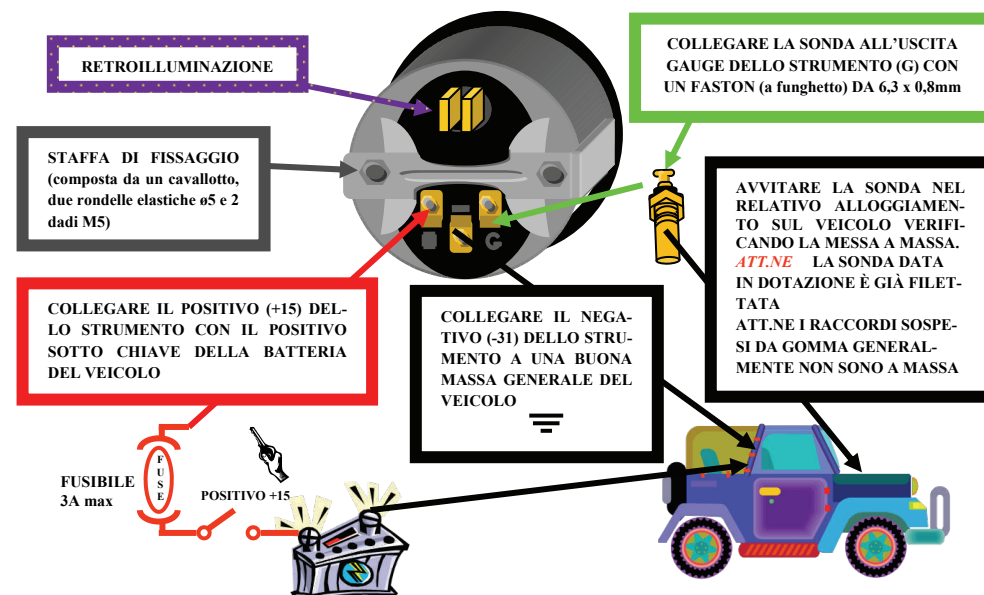 RETROILLUMINAZIONE
COLLEGARE LA SONDA ALL'USCITA
GAUGE DELLO STRUMENTO (G) CON
UN FASTON (a funghetto) DA 6,3 x 0,8mm
STAFFA DI FISSAGGIO
(composta da un cavallotto,
due rondelle elastiche ø5 e 2
dadi M5)
AVVITARE LA SONDA NEL
RELATIVO ALLOGGIAMEN-
TO SUL VEICOLO VERIFI-
CANDO LA MESSA A MASSA.
ATT.NE LA SONDA DATA
IN DOTAZIONE È GIÀ FILET-
TATA
ATT.NE I RACCORDI SOSPE-
SI DA GOMMA GENERAL-
MENTE NON SONO A MASSA
G
COLLEGARE IL POSITIVO (+15) DEL-
LO STRUMENTO CON IL POSITIVO
SOTTO CHIAVE DELLA BATTERIA
DEL VEICOLO
COLLEGARE IL NEGA-
TIVO (-31) DELLO STRU-
MENTO A UNA BUONA
MASSA GENERALE DEL
VEICOLO
FUSE
FUSIBILE
3A max
POSITIVO +15